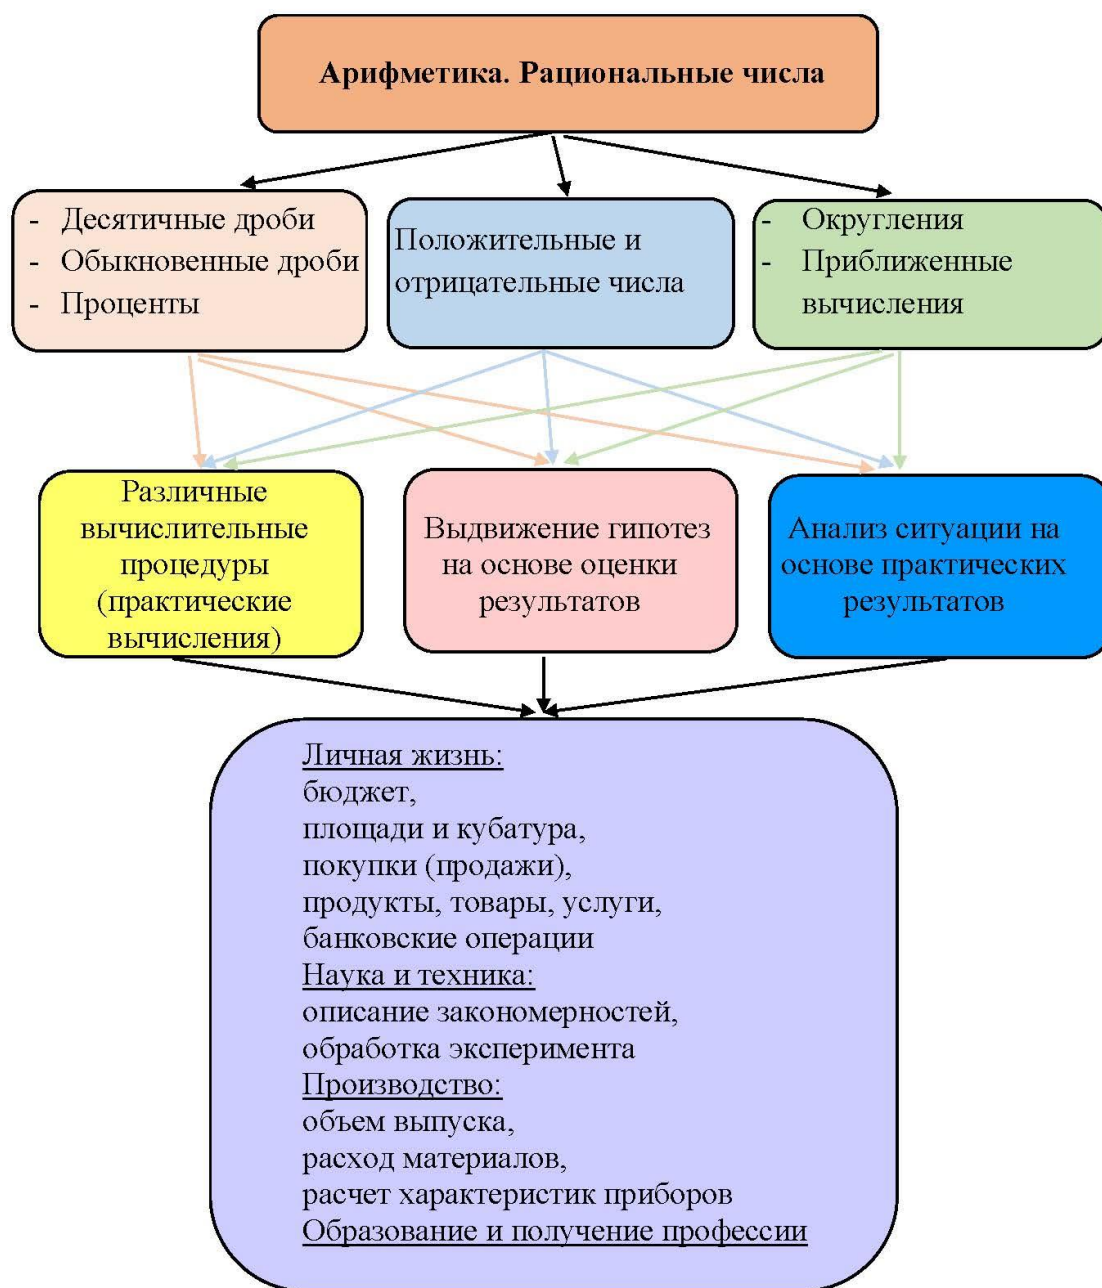 Арифметика. Рациональные числа
- Десятичные дроби
- Обыкновенные дроби
- Проценты
Положительные и
отрицательные числа
- Округления
- Приближенные
вычисления
Различные
вычислительные
процедуры
(практические
вычисления)
Выдвижение гипотез
на основе оценки
результатов
Анализ ситуации на
основе практических
результатов
Личная жизнь:
бюджет,
площади и кубатура,
покупки (продажи),
продукты, товары, услуги,
банковские операции
Наука и техника:
описание закономерностей,
обработка эксперимента
Производство:
объем выпуска,
расход материалов,
расчет характеристик приборов
Образование и получение профессии